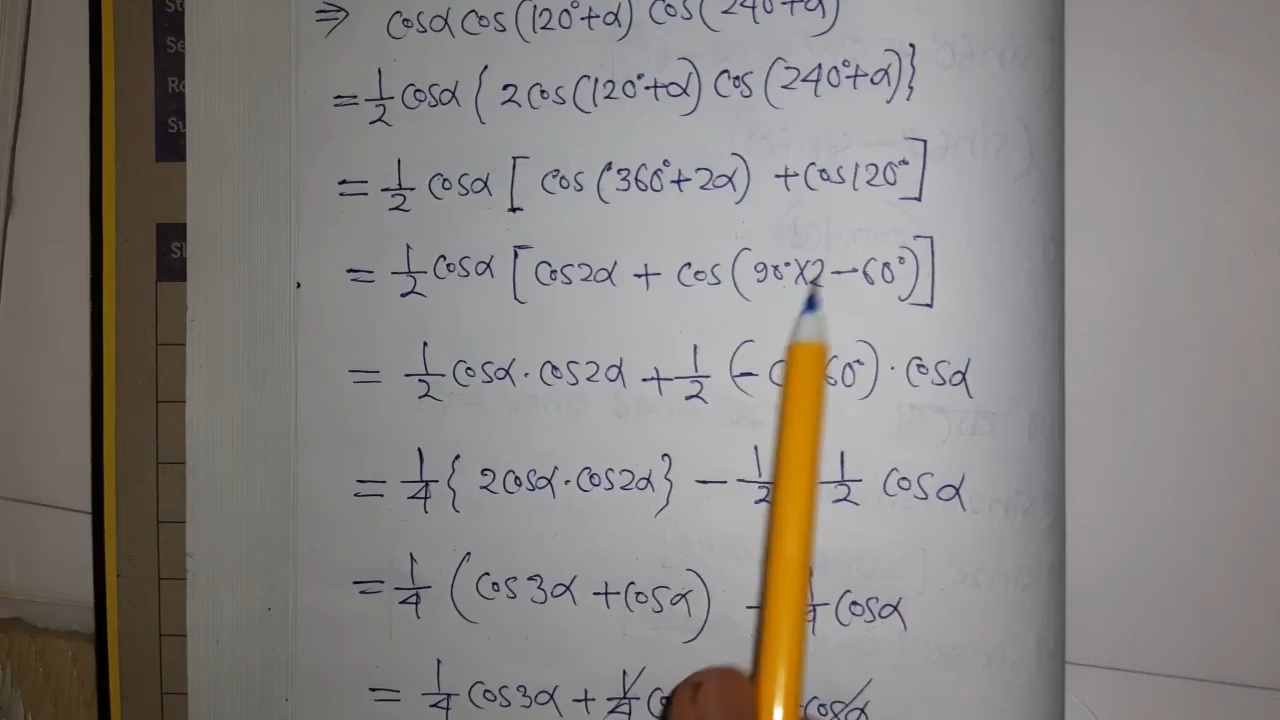 ⇒ cosα cos(120°+α) cos(240°+α)
= 1/2 cosα { 2cos(120°+α) cos(240°+α)}
= 1/2 cosα [ cos(360°+2α) + cos120° ]
= 1/2 cosα [ cos2α + cos(90°×2−60°) ]
= 1/2 cosα · cos2α + 1/2 (− 60°) · cosα
= 1/4 { 2cosα · cos2α} − 1/2 1/2 cosα
= 1/4 (cos3α + cosα) − cosα
= 1/4 cos3α + 1/4 cosα